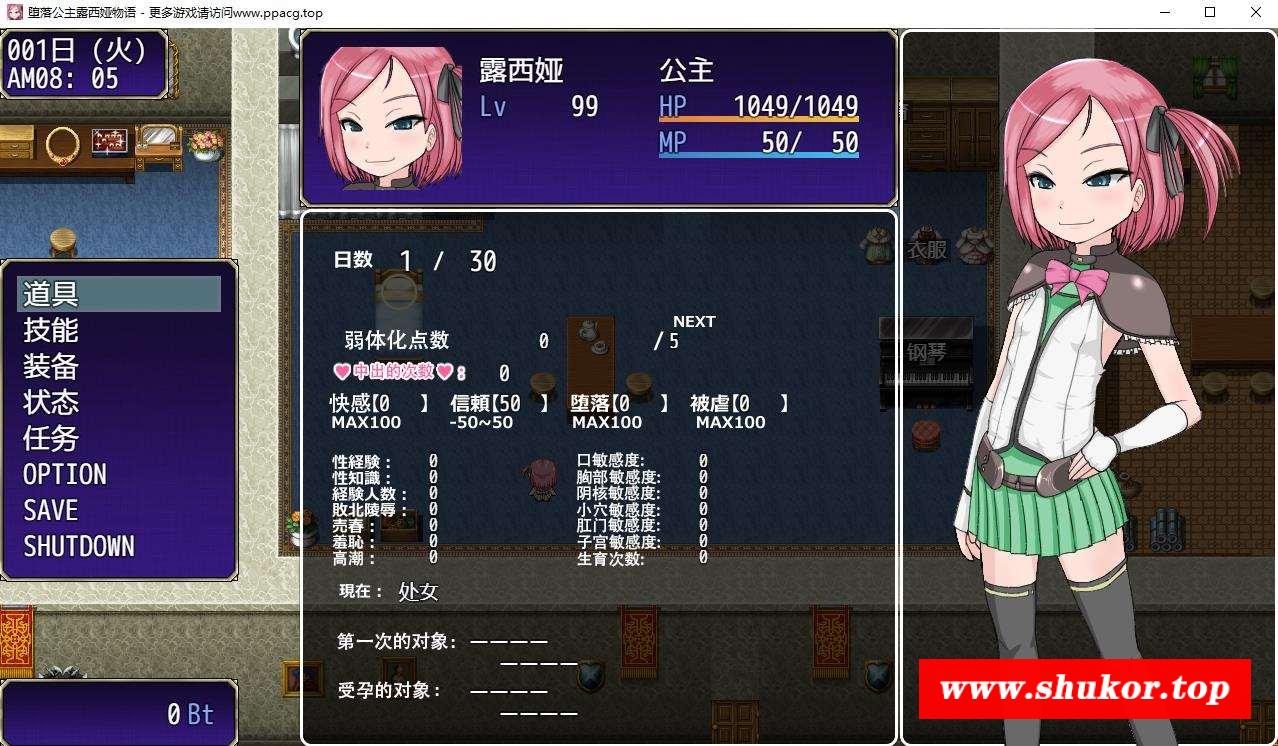 堕落公主露西娅物语 - 更多游戏请访问www.ppacg.top
001日 (火)
AM08: 05
露西娅 公主
Lv 99 HP 1049/1049
MP 50/ 50
道具
技能
装备
状态
任务
OPTION
SAVE
SHUTDOWN
0 Bt
日数 1 / 30
NEXT
弱体化点数 0 / 5
♥中出的次数♥: 0
快感【0 】 信頼【50 】 堕落【0 】 被虐【0 】
MAX100 -50~50 MAX100 MAX100
性経験: 0 口敏感度: 0
性知識: 0 胸部敏感度: 0
経験人数: 0 阴核敏感度: 0
敗北陵辱: 0 小穴敏感度: 0
売春: 0 肛门敏感度: 0
羞恥: 0 子宫敏感度: 0
高潮: 0 生育次数: 0
現在: 处女
第一次的对象: ————
————
受孕的对象: ————
————
衣服
钢琴
www.shukor.top